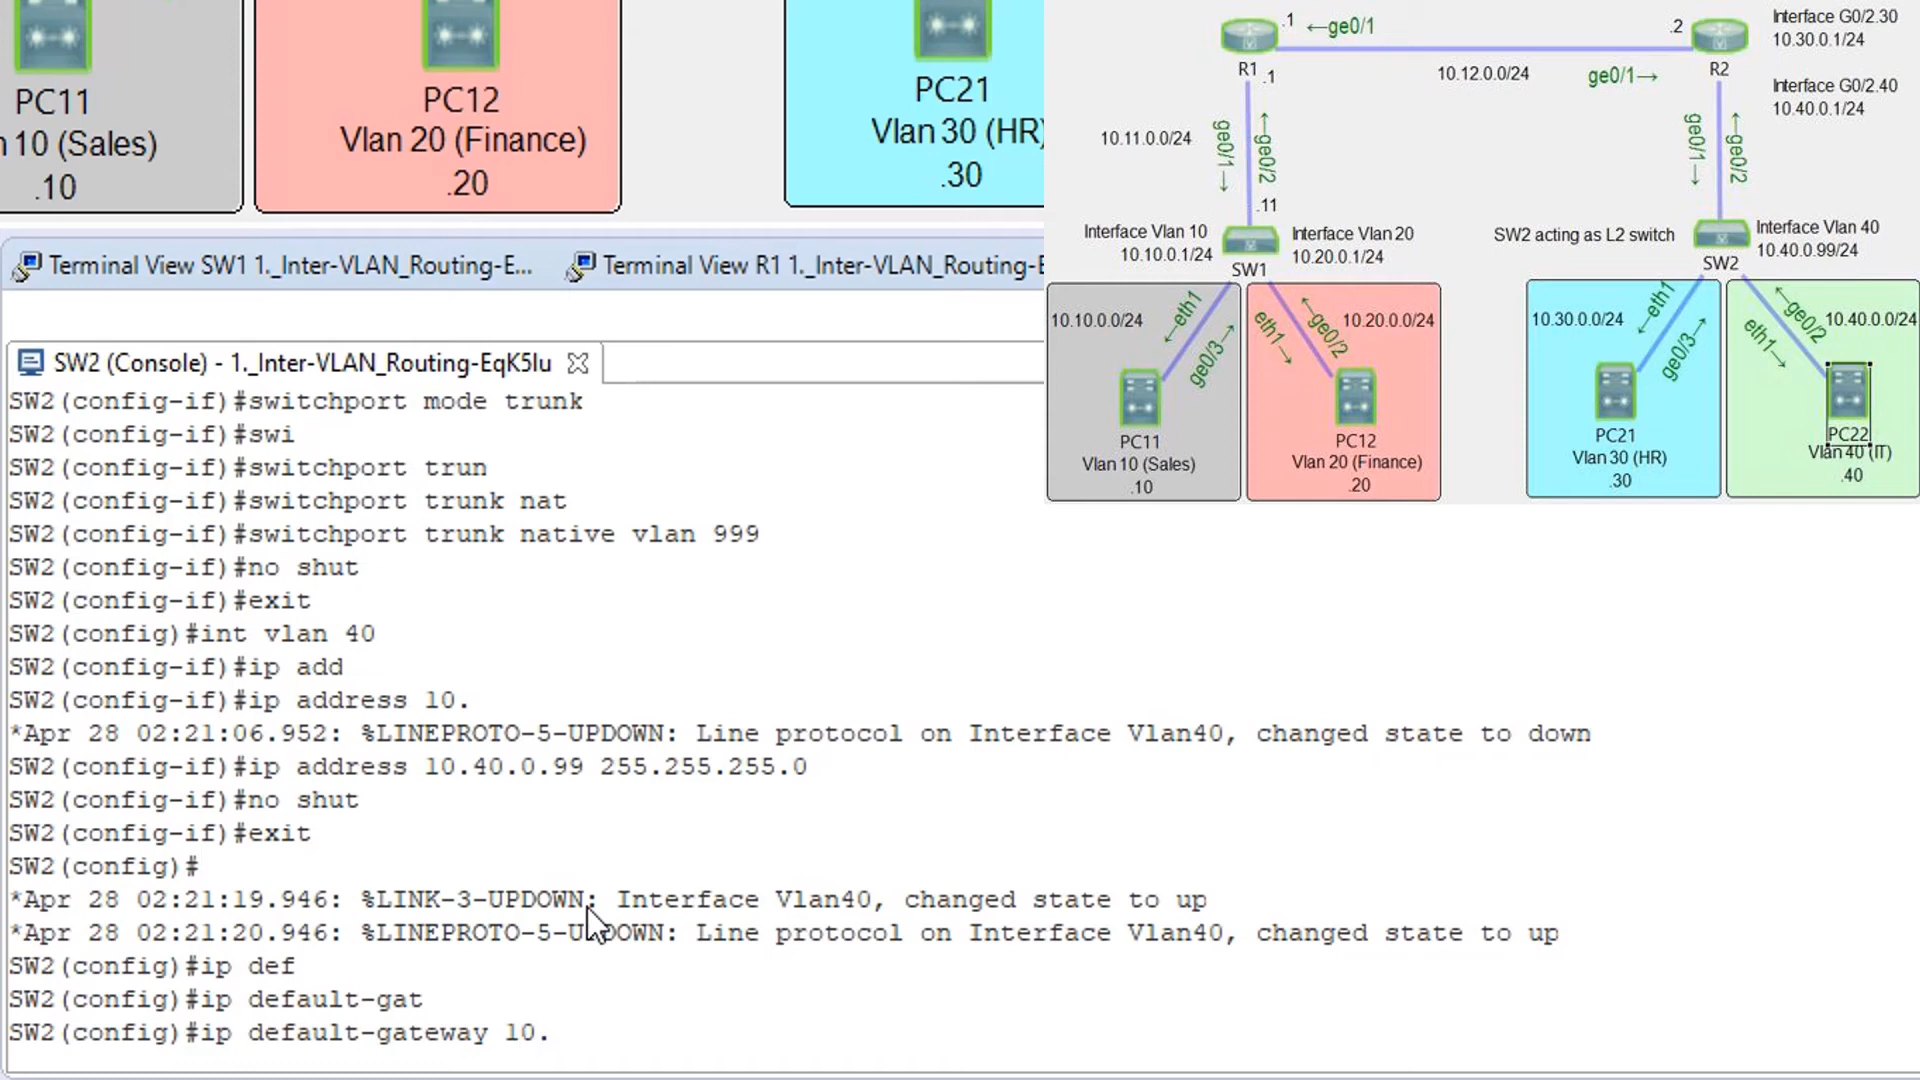 PC11
n 10 (Sales)
.10
PC12
Vlan 20 (Finance)
.20
PC21
Vlan 30 (HR)
.30
.1
←ge0/1
.2
Interface G0/2.30
10.30.0.1/24
R1
.1
10.12.0.0/24
ge0/1→
R2
Interface G0/2.40
10.40.0.1/24
10.11.0.0/24
ge0/1→
←ge0/2
ge0/1→
←ge0/2
.11
Interface Vlan 10
10.10.0.1/24
SW1
Interface Vlan 20
10.20.0.1/24
SW2 acting as L2 switch
SW2
Interface Vlan 40
10.40.0.99/24
10.10.0.0/24
←eth1
ge0/3→
eth1→
←ge0/2
10.20.0.0/24
10.30.0.0/24
←eth1
ge0/3→
eth1→
←ge0/2
10.40.0.0/24
PC11
Vlan 10 (Sales)
.10
PC12
Vlan 20 (Finance)
.20
PC21
Vlan 30 (HR)
.30
PC22
Vlan 40 (IT)
.40
Terminal View SW1 1._Inter-VLAN_Routing-E...
Terminal View R1 1._Inter-VLAN_Routing-E
SW2 (Console) - 1._Inter-VLAN_Routing-EqK5lu
SW2(config-if)#switchport mode trunk
SW2(config-if)#swi
SW2(config-if)#switchport trun
SW2(config-if)#switchport trunk nat
SW2(config-if)#switchport trunk native vlan 999
SW2(config-if)#no shut
SW2(config-if)#exit
SW2(config)#int vlan 40
SW2(config-if)#ip add
SW2(config-if)#ip address 10.
*Apr 28 02:21:06.952: %LINEPROTO-5-UPDOWN: Line protocol on Interface Vlan40, changed state to down
SW2(config-if)#ip address 10.40.0.99 255.255.255.0
SW2(config-if)#no shut
SW2(config-if)#exit
SW2(config)#
*Apr 28 02:21:19.946: %LINK-3-UPDOWN: Interface Vlan40, changed state to up
*Apr 28 02:21:20.946: %LINEPROTO-5-UPDOWN: Line protocol on Interface Vlan40, changed state to up
SW2(config)#ip def
SW2(config)#ip default-gat
SW2(config)#ip default-gateway 10.